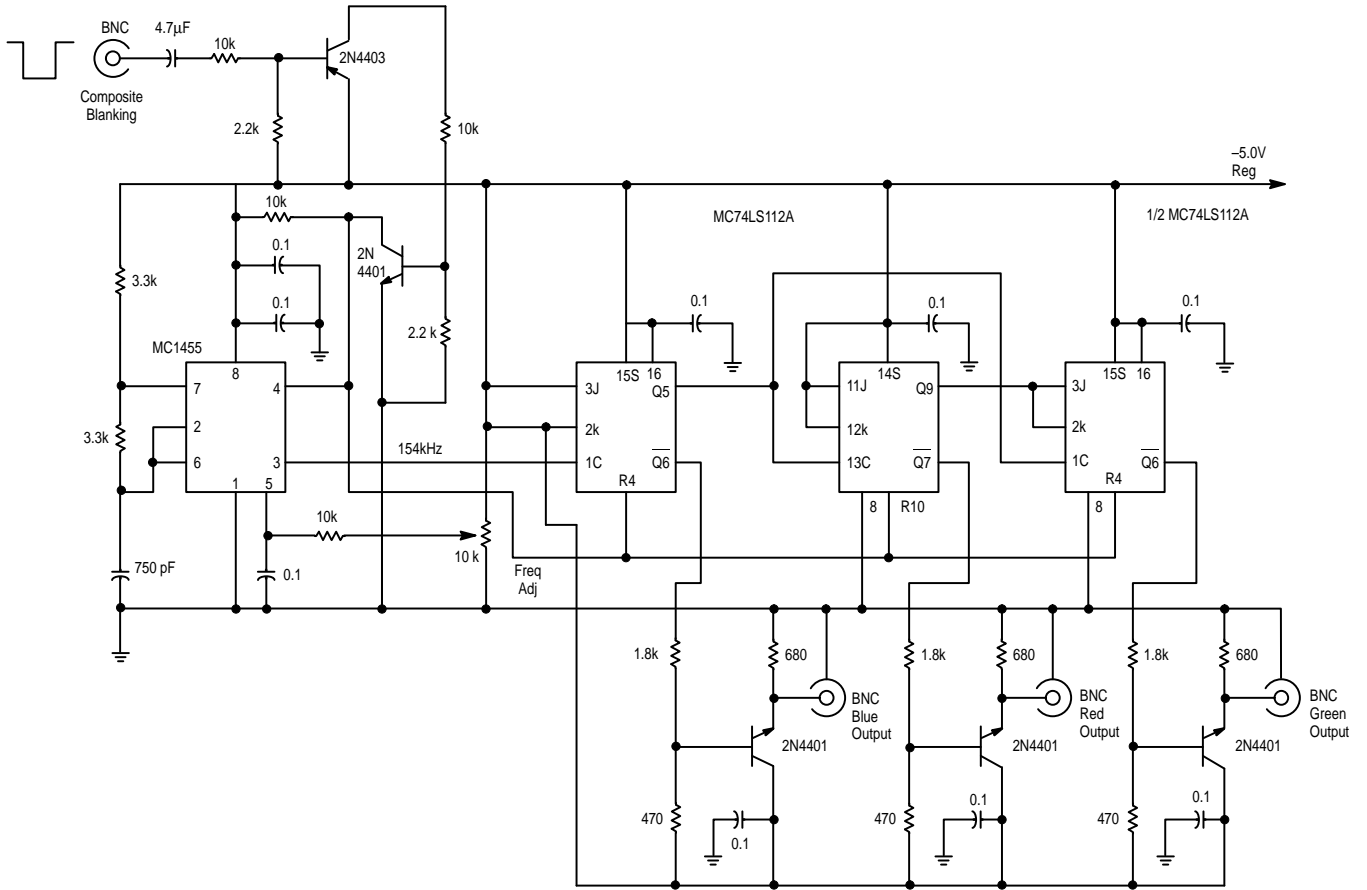 BNC
4.7µF
10k
2N4403
Composite
Blanking
2.2k
10k
–5.0V
Reg
10k
MC74LS112A
1/2 MC74LS112A
0.1
2N
4401
3.3k
0.1
2.2 k
0.1
0.1
0.1
MC1455
8
15S
16
14S
15S
16
7
4
3J
Q5
11J
Q9
3J
3.3k
2
2k
12k
2k
6
3
154kHz
1C
Q6
13C
Q7
1C
Q6
1
5
R4
8
R10
R4
8
10k
10 k
750 pF
0.1
Freq
Adj
1.8k
680
1.8k
680
1.8k
680
BNC
Blue
Output
BNC
Red
Output
BNC
Green
Output
2N4401
2N4401
2N4401
470
0.1
470
0.1
470
0.1